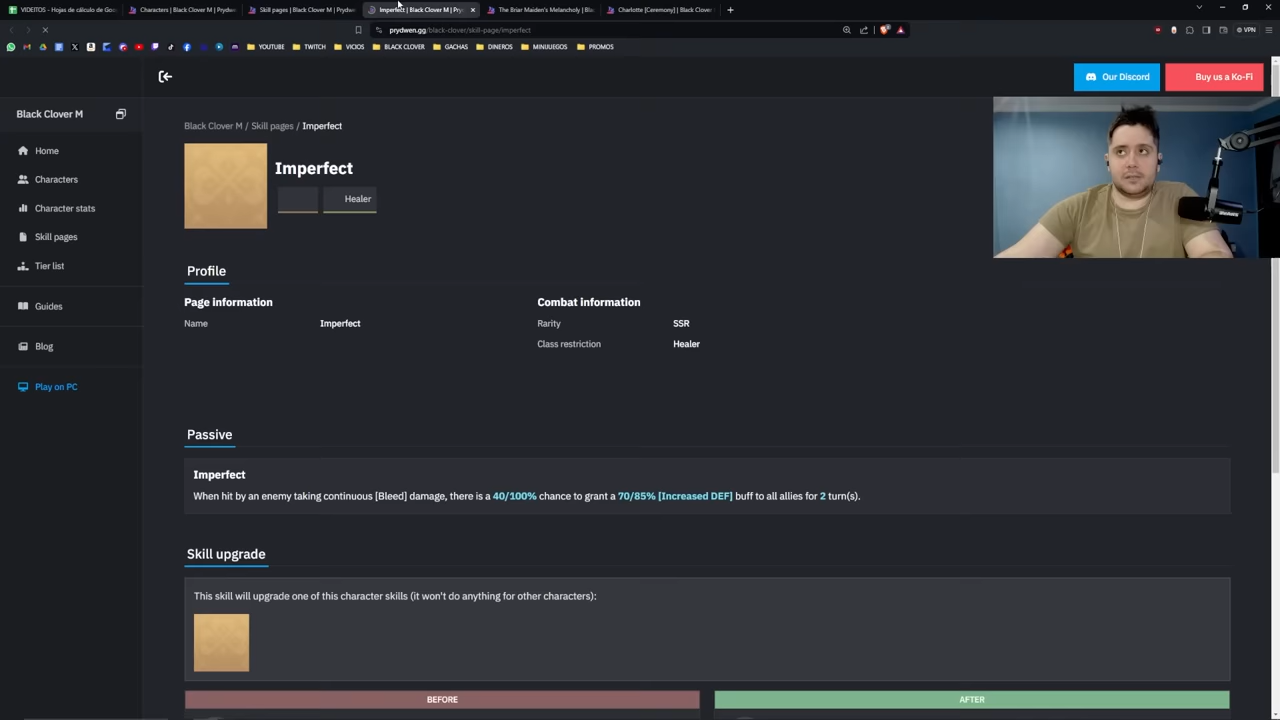 VIDEITOS - Hojas de cálculo de Goo
Characters | Black Clover M | Prydw
Skill pages | Black Clover M | Prydw
Imperfect | Black Clover M | Pry
The Briar Maiden's Melancholy | Bla
Charlotte [Ceremony] | Black Clover
prydwen.gg/black-clover/skill-page/imperfect
VPN
YOUTUBE
TWITCH
VICIOS
BLACK CLOVER
GACHAS
DINEROS
MINIJUEGOS
PROMOS
Our Discord
Buy us a Ko-Fi
Black Clover M
Home
Characters
Character stats
Skill pages
Tier list
Guides
Blog
Play on PC
Black Clover M / Skill pages / Imperfect
Imperfect
Healer
Profile
Page information
Name Imperfect
Combat information
Rarity SSR
Class restriction Healer
Passive
Imperfect
When hit by an enemy taking continuous [Bleed] damage, there is a 40/100% chance to grant a 70/85% [Increased DEF] buff to all allies for 2 turn(s).
Skill upgrade
This skill will upgrade one of this character skills (it won't do anything for other characters):
BEFORE
AFTER